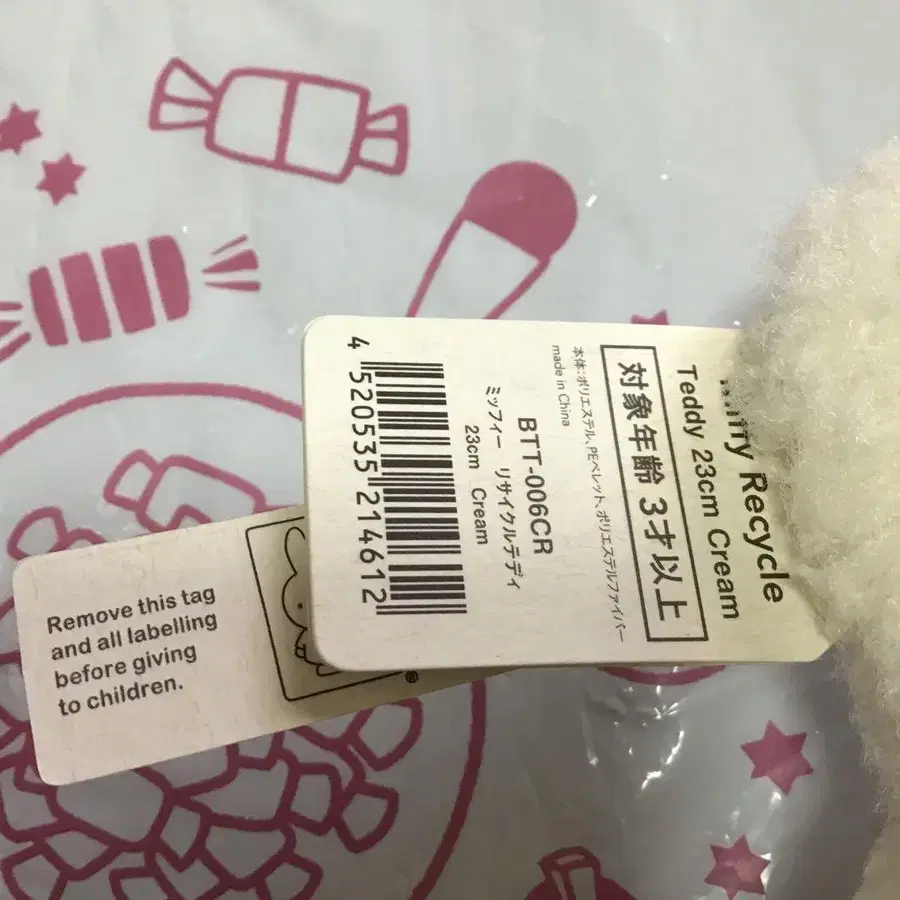 Recycle
Teddy 23cm Cream
対象年齢 3才以上
本体:ポリエステル、PEペレット、ポリエステルファイバー
made in China
BTT-006CR
ミッフィー リサイクルテディ
23cm Cream
4 520535 214612
Remove this tag
and all labelling
before giving
to children.
®